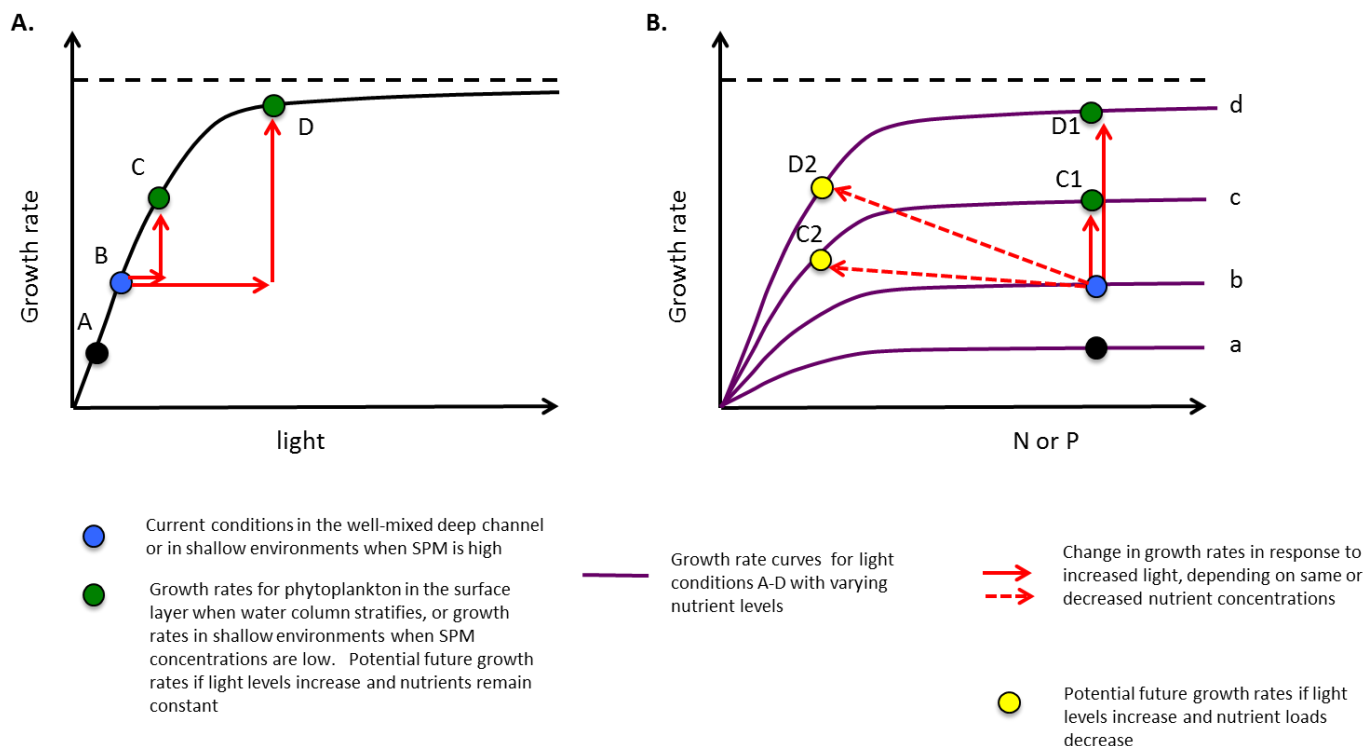 A.
Growth rate
A
B
C
D
light
B.
Growth rate
D2
C2
D1
C1
d
c
b
a
N or P
Current conditions in the well-mixed deep channel
or in shallow environments when SPM is high
Growth rates for phytoplankton in the surface
layer when water column stratifies, or growth
rates in shallow environments when SPM
concentrations are low.   Potential future growth
rates if light levels increase and nutrients remain
constant
Growth rate curves  for light
conditions A-D with varying
nutrient levels
Change in growth rates in response to
increased light, depending on same or
decreased nutrient concentrations
Potential future growth rates if light
levels increase and nutrient loads
decrease